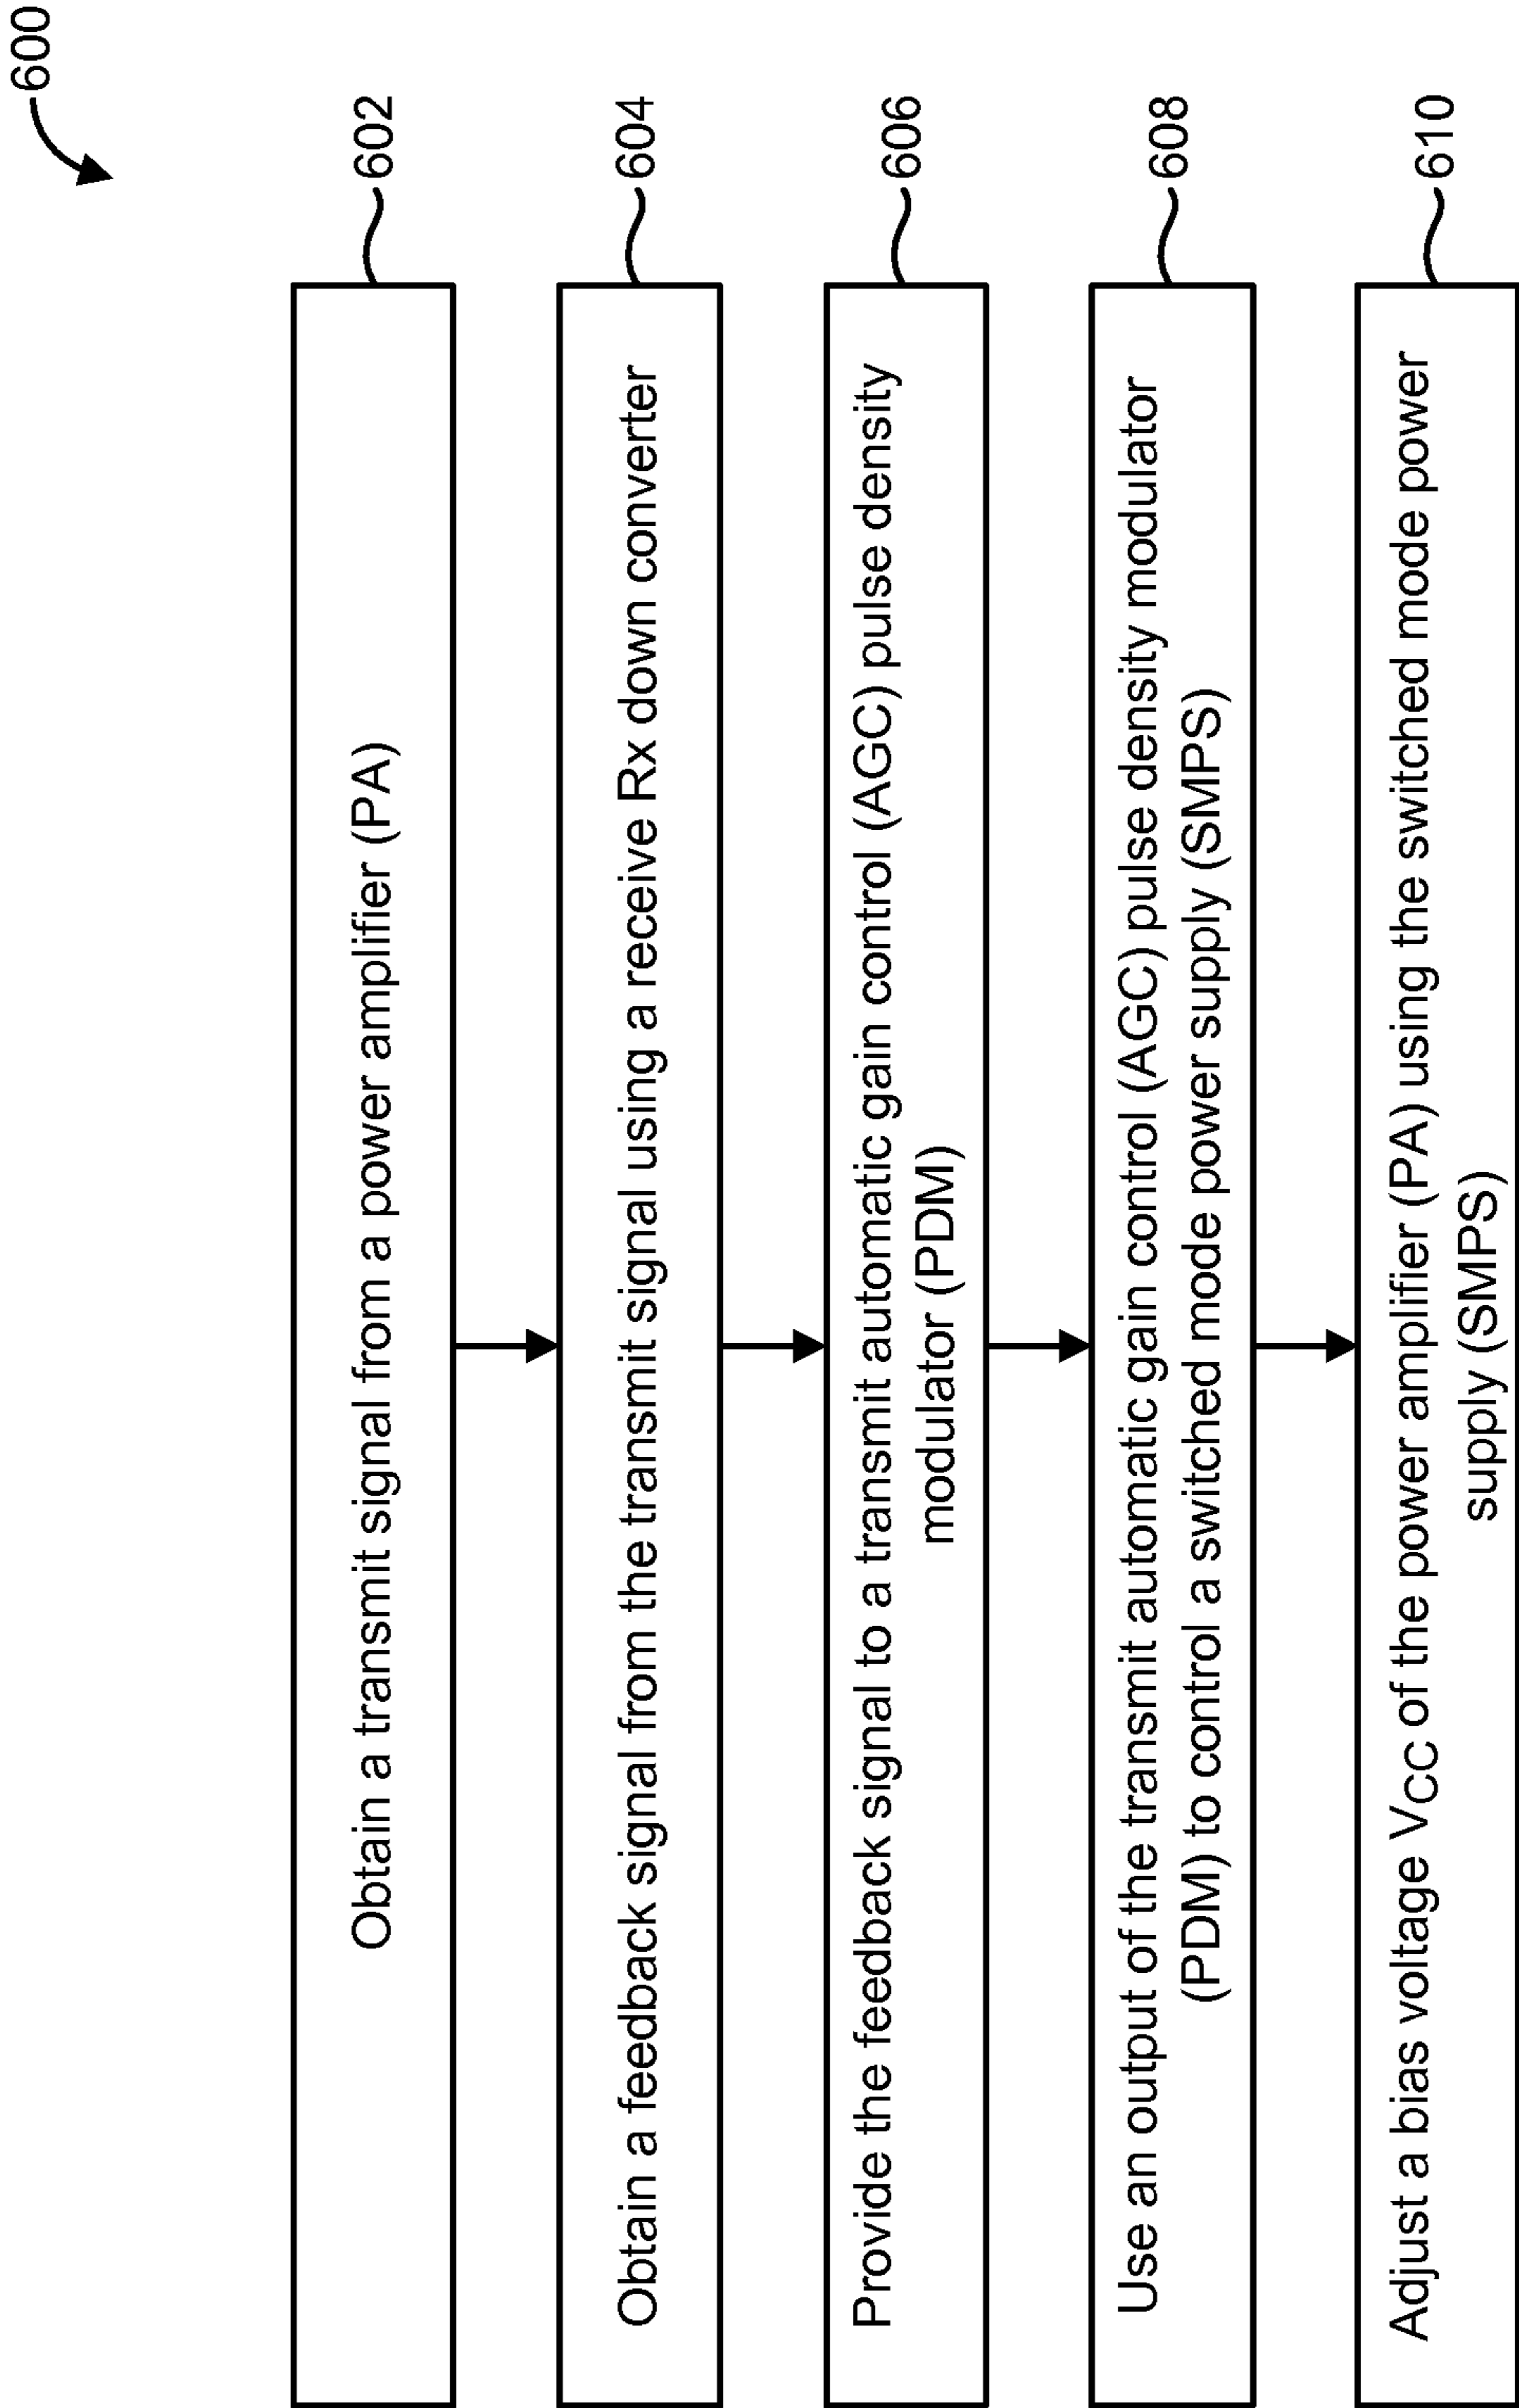 600
Obtain a transmit signal from a power amplifier (PA)
602
Obtain a feedback signal from the transmit signal using a receive Rx down converter
604
Provide the feedback signal to a transmit automatic gain control (AGC) pulse density
modulator (PDM)
606
Use an output of the transmit automatic gain control (AGC) pulse density modulator
(PDM) to control a switched mode power supply (SMPS)
608
Adjust a bias voltage VCC of the power amplifier (PA) using the switched mode power
supply (SMPS)
610